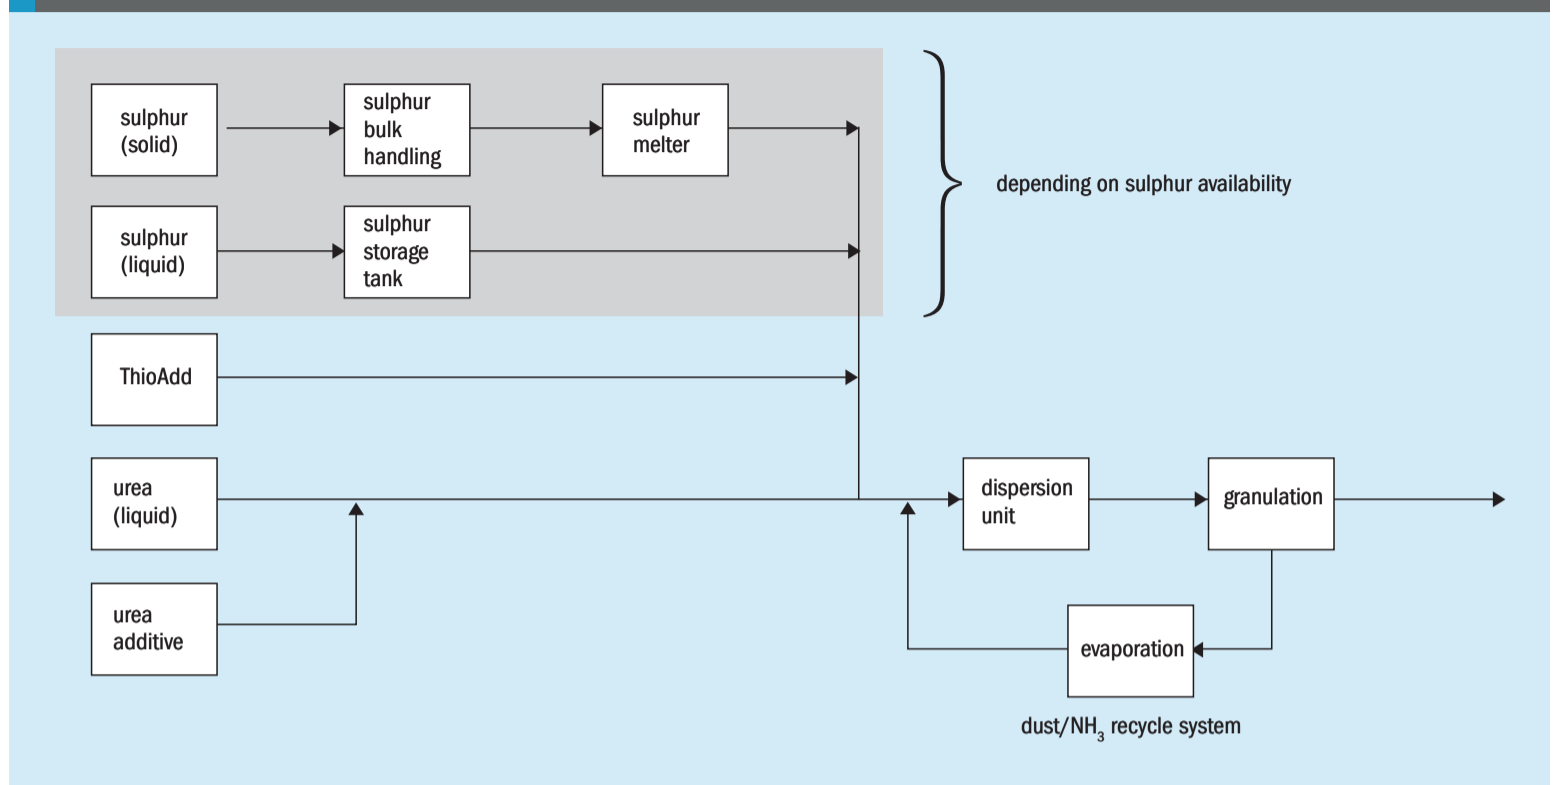 sulphur
(solid)
sulphur
bulk
handling
sulphur
melter
depending on sulphur availability
sulphur
(liquid)
sulphur
storage
tank
ThioAdd
urea
(liquid)
dispersion
unit
granulation
urea
additive
evaporation
dust/NH₃ recycle system